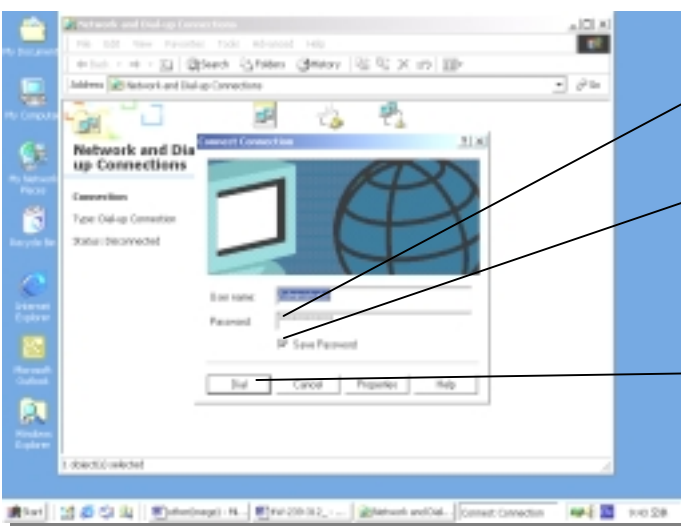 Network and Dial-up Connections
File Edit View Favorites Tools Advanced Help
Back Search Folders History
Address Network and Dial-up Connections Go
My Documents
My Computer
My Network Places
Recycle Bin
Internet Explorer
Microsoft Outlook
Windows Explorer
Network and Dia
up Connections
Connection
Type: Dial-up Connection
Status: Disconnected
Connect Connection
User name:
Password:
Save Password
Dial Cancel Properties Help
1 object(s) selected
Start Network and Dial... Connect Connection